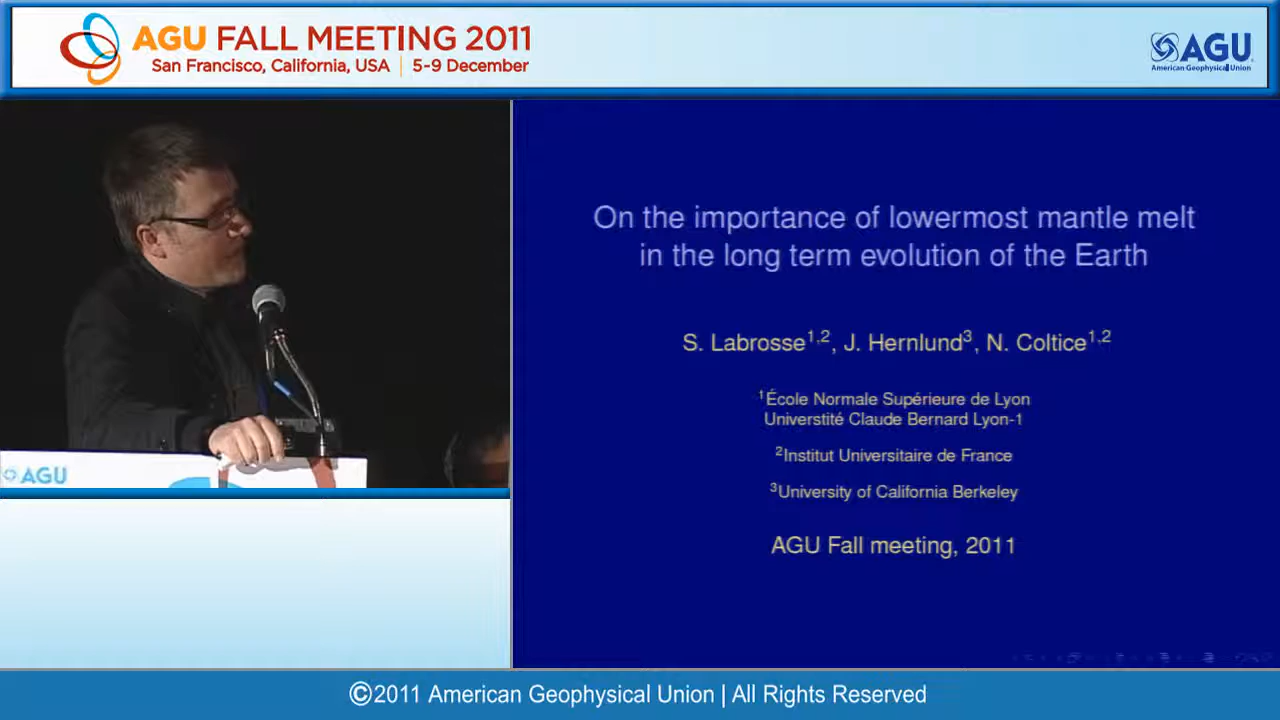 AGU FALL MEETING 2011
San Francisco, California, USA | 5-9 December
AGU
American Geophysical Union
On the importance of lowermost mantle melt
in the long term evolution of the Earth
S. Labrosse1,2, J. Hernlund3, N. Coltice1,2
1École Normale Supérieure de Lyon
Universtité Claude Bernard Lyon-1
2Institut Universitaire de France
3University of California Berkeley
AGU Fall meeting, 2011
AGU
©2011 American Geophysical Union | All Rights Reserved